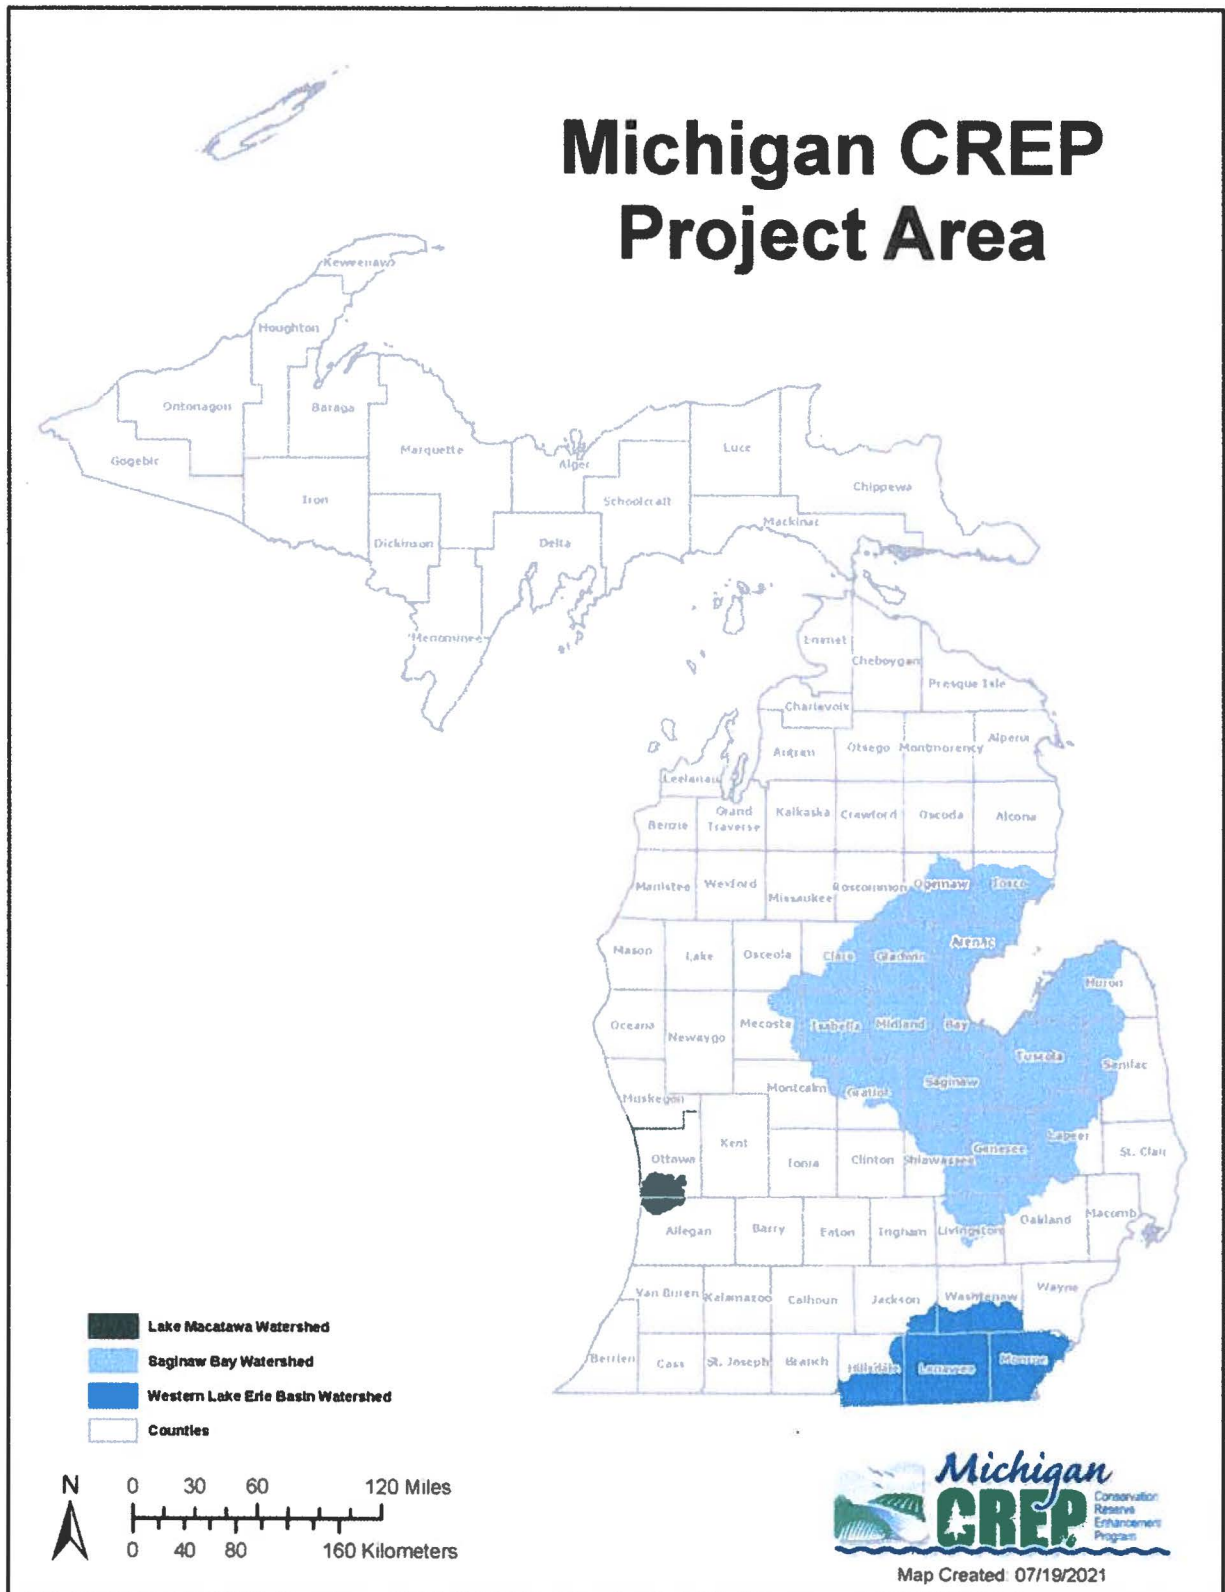 Michigan CREP
Project Area
Keweenaw
Houghton
Ontonagon
Baraga
Gogebic
Marquette
Alger
Luce
Iron
Schoolcraft
Chippewa
Mackinac
Dickinson
Delta
Menominee
Emmet
Cheboygan
Presque Isle
Charlevoix
Antrim
Otsego
Montmorency
Alpena
Leelanau
Benzie
Grand
Traverse
Kalkaska
Crawford
Oscoda
Alcona
Manistee
Wexford
Missaukee
Roscommon
Ogemaw
Iosco
Mason
Lake
Osceola
Clare
Gladwin
Arenac
Huron
Oceana
Newaygo
Mecosta
Isabella
Midland
Bay
Tuscola
Sanilac
Muskegon
Montcalm
Gratiot
Saginaw
Ottawa
Kent
Ionia
Clinton
Shiawassee
Genesee
Lapeer
St. Clair
Allegan
Barry
Eaton
Ingham
Livingston
Oakland
Macomb
Van Buren
Kalamazoo
Calhoun
Jackson
Washtenaw
Wayne
Berrien
Cass
St. Joseph
Branch
Hillsdale
Lenawee
Monroe
Lake Macatawa Watershed
Saginaw Bay Watershed
Western Lake Erie Basin Watershed
Counties
N
0 30 60 120 Miles
0 40 80 160 Kilometers
Michigan
CREP
Conservation
Reserve
Enhancement
Program
Map Created: 07/19/2021